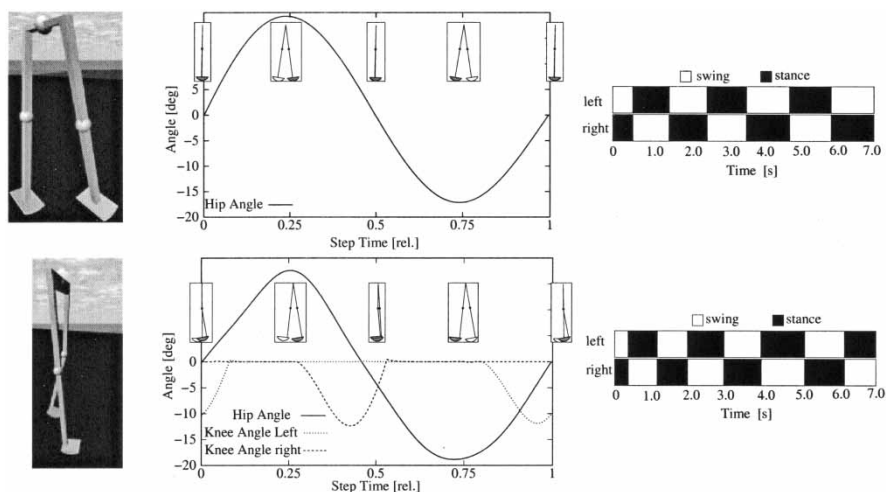 Angle [deg]
0
-5
-10
-15
-20
Hip Angle
0
0.25
0.5
0.75
1
Step Time [rel.]
swing
stance
left
right
0
1.0
2.0
3.0
4.0
5.0
6.0
7.0
Time [s]
Angle [deg]
0
-5
-10
-15
-20
Hip Angle
Knee Angle Left
Knee Angle right
0
0.25
0.5
0.75
1
Step Time [rel.]
swing
stance
left
right
0
1.0
2.0
3.0
4.0
5.0
6.0
7.0
Time [s]